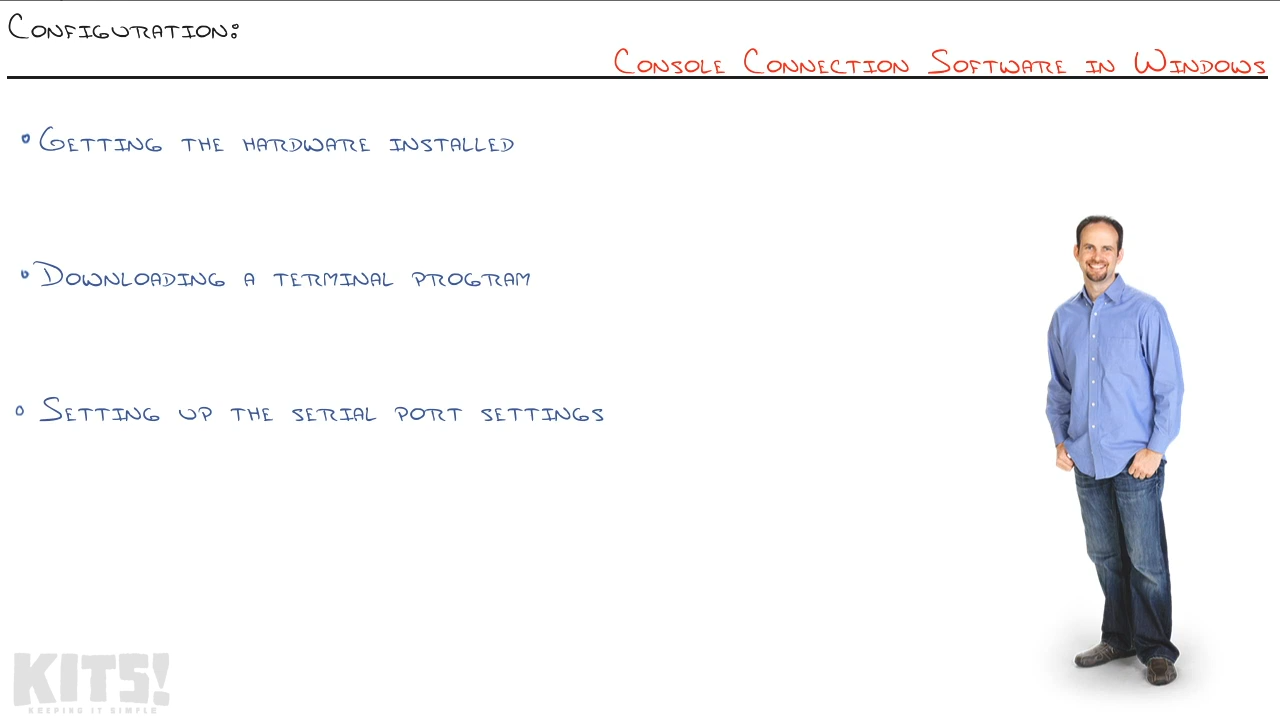 Configuration:
Console Connection Software in Windows
• Getting the hardware installed
• Downloading a terminal program
• Setting up the serial port settings
KITS!
KEEPING IT SIMPLE